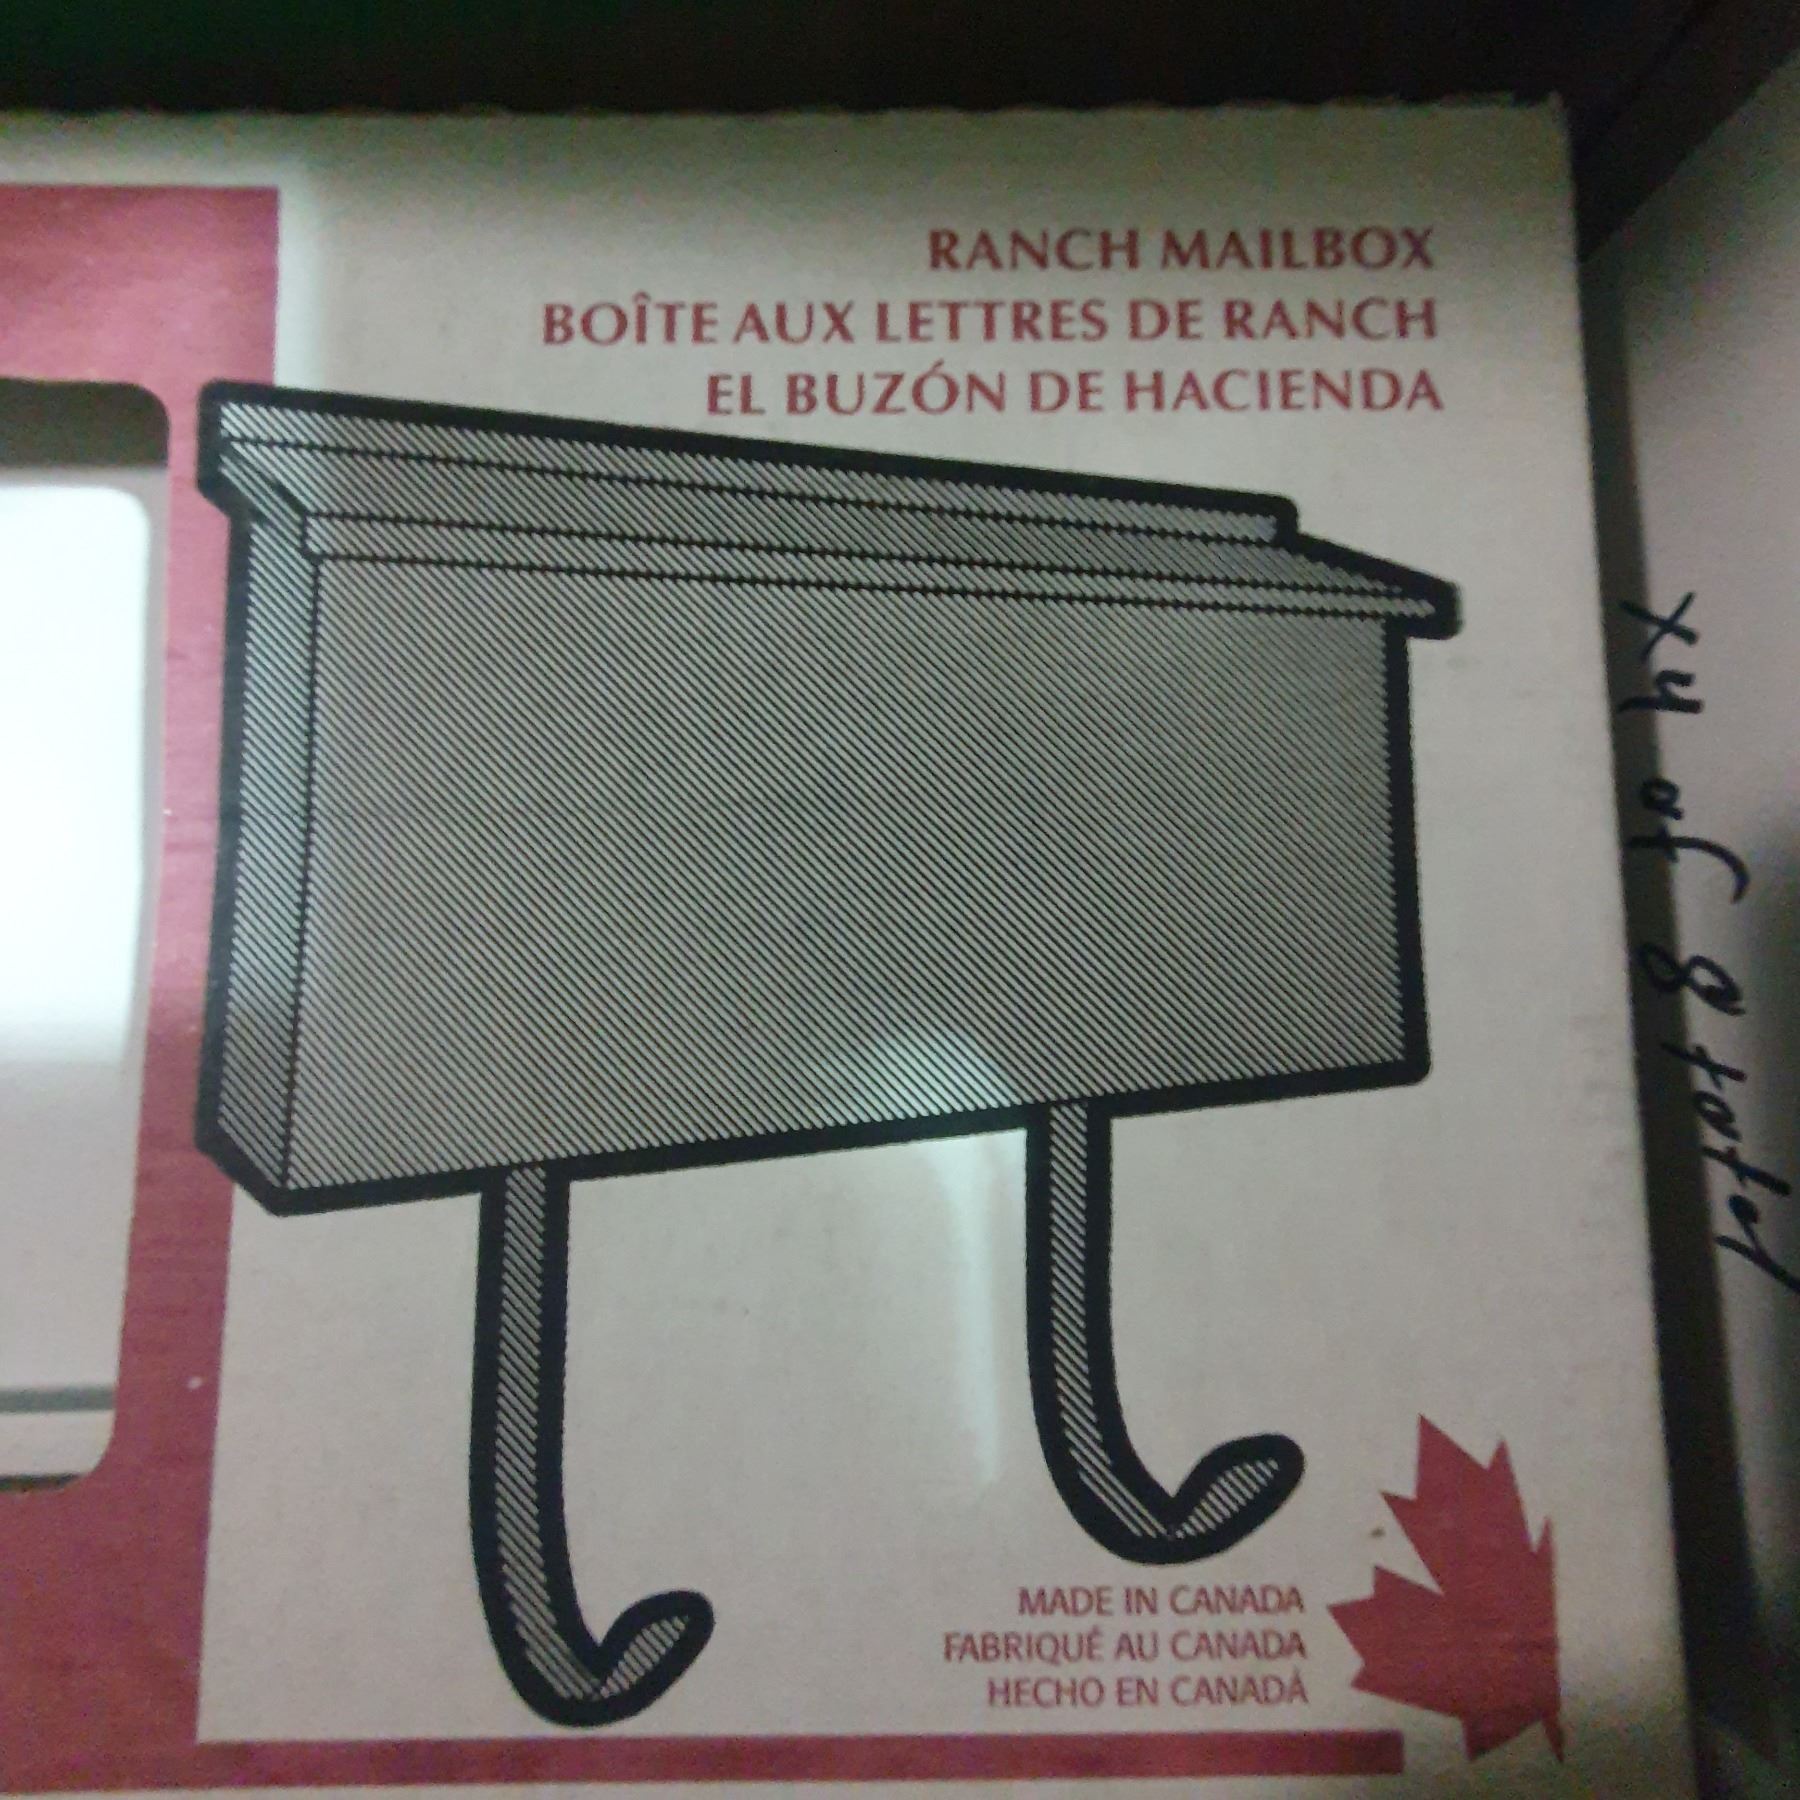 RANCH MAILBOX
BOÎTE AUX LETTRES DE RANCH
EL BUZÓN DE HACIENDA
MADE IN CANADA
FABRIQUÉ AU CANADA
HECHO EN CANADÁ
x4 of 8 total